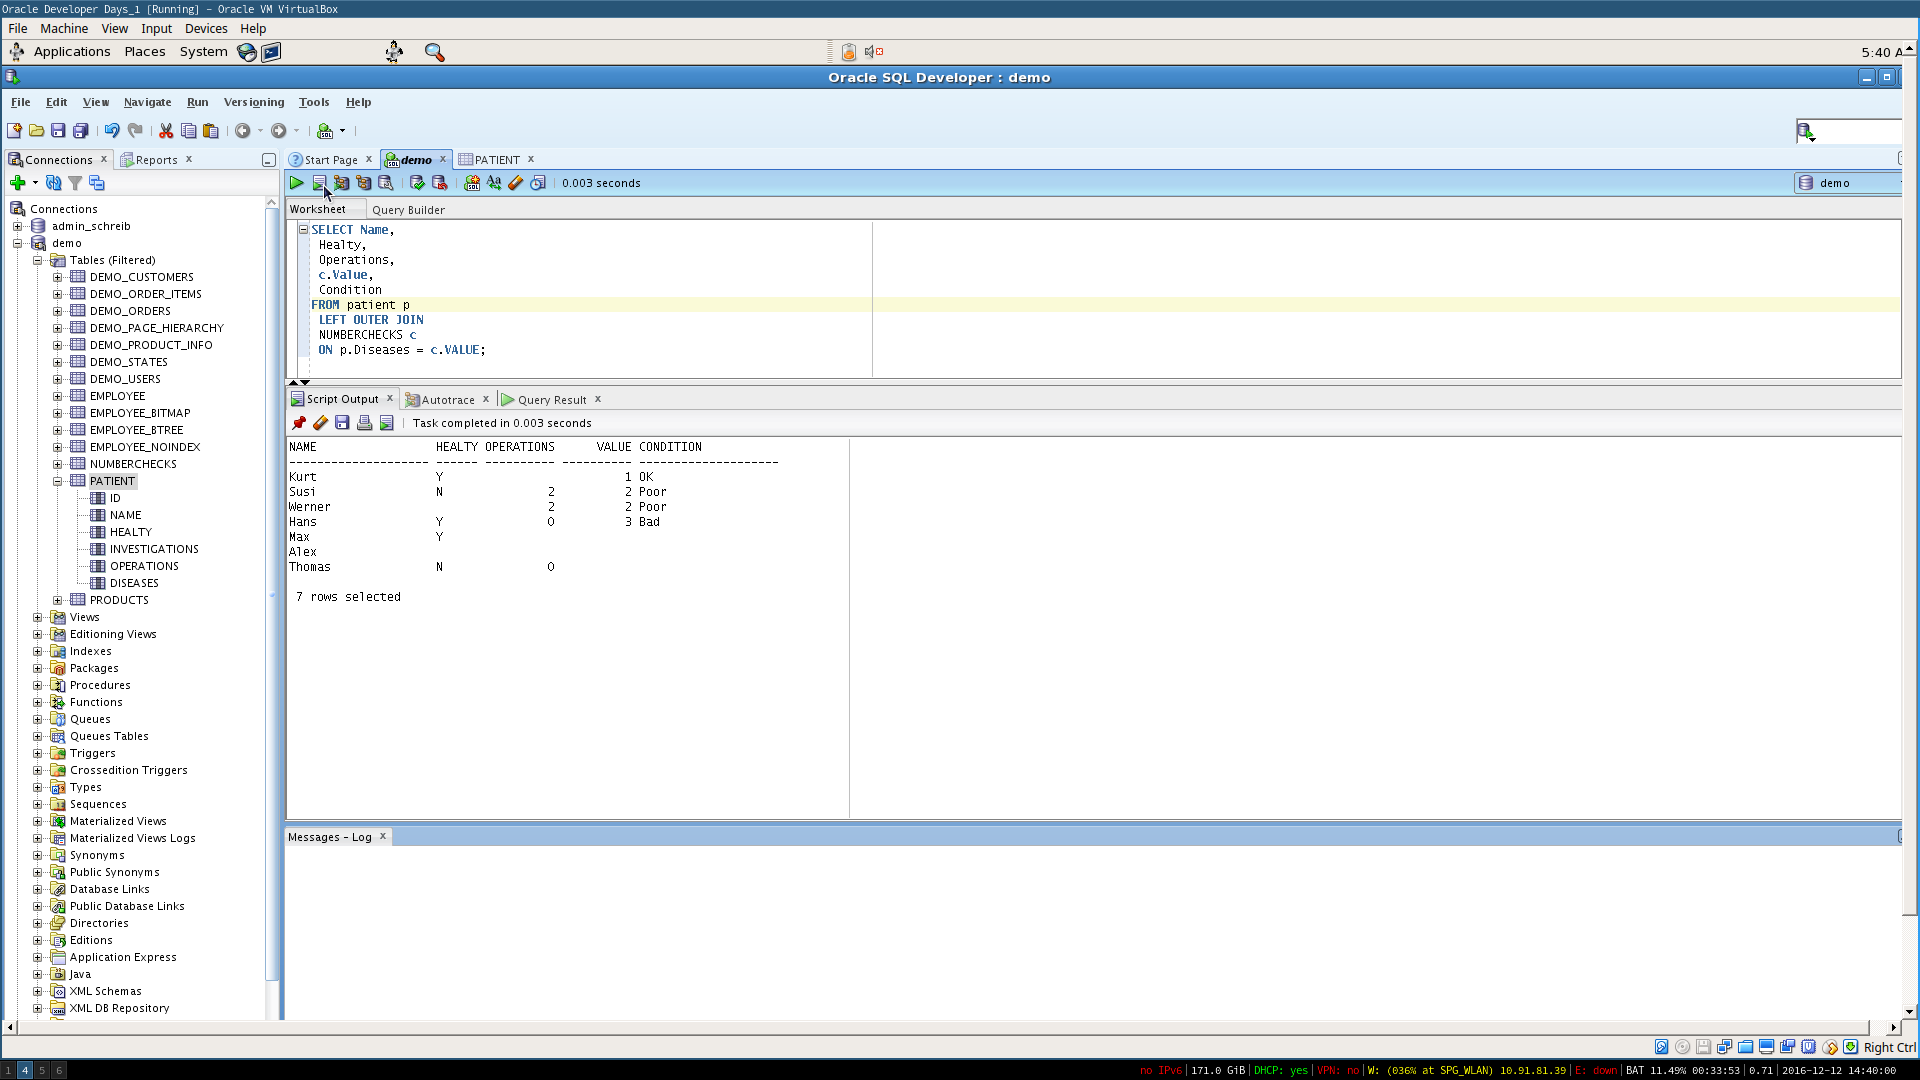 Oracle Developer Days_1 [Running] - Oracle VM VirtualBox
File Machine View Input Devices Help
Applications Places System
5:40 A
Oracle SQL Developer : demo
File Edit View Navigate Run Versioning Tools Help
Connections x Reports x
Start Page x demo x PATIENT x
0.003 seconds
demo
Worksheet Query Builder
Connections
admin_schreib
demo
Tables (Filtered)
DEMO_CUSTOMERS
DEMO_ORDER_ITEMS
DEMO_ORDERS
DEMO_PAGE_HIERARCHY
DEMO_PRODUCT_INFO
DEMO_STATES
DEMO_USERS
EMPLOYEE
EMPLOYEE_BITMAP
EMPLOYEE_BTREE
EMPLOYEE_NOINDEX
NUMBERCHECKS
PATIENT
ID
NAME
HEALTY
INVESTIGATIONS
OPERATIONS
DISEASES
PRODUCTS
Views
Editioning Views
Indexes
Packages
Procedures
Functions
Queues
Queues Tables
Triggers
Crossedition Triggers
Types
Sequences
Materialized Views
Materialized Views Logs
Synonyms
Public Synonyms
Database Links
Public Database Links
Directories
Editions
Application Express
Java
XML Schemas
XML DB Repository
SELECT Name,
Healty,
Operations,
c.Value,
Condition
FROM patient p
LEFT OUTER JOIN
NUMBERCHECKS c
ON p.Diseases = c.VALUE;
Script Output x Autotrace x Query Result x
Task completed in 0.003 seconds
NAME HEALTY OPERATIONS VALUE CONDITION
-------------------- ------ ---------- ---------- --------------------
Kurt Y 1 OK
Susi N 2 2 Poor
Werner 2 2 Poor
Hans Y 0 3 Bad
Max Y
Alex
Thomas N 0
7 rows selected
Messages - Log x
Right Ctrl
1 4 5 6
no IPv6 | 171.0 GiB | DHCP: yes | VPN: no | W: (036% at SPG_WLAN) 10.91.81.39 | E: down | BAT 11.49% 00:33:53 | 0.71 | 2016-12-12 14:40:00